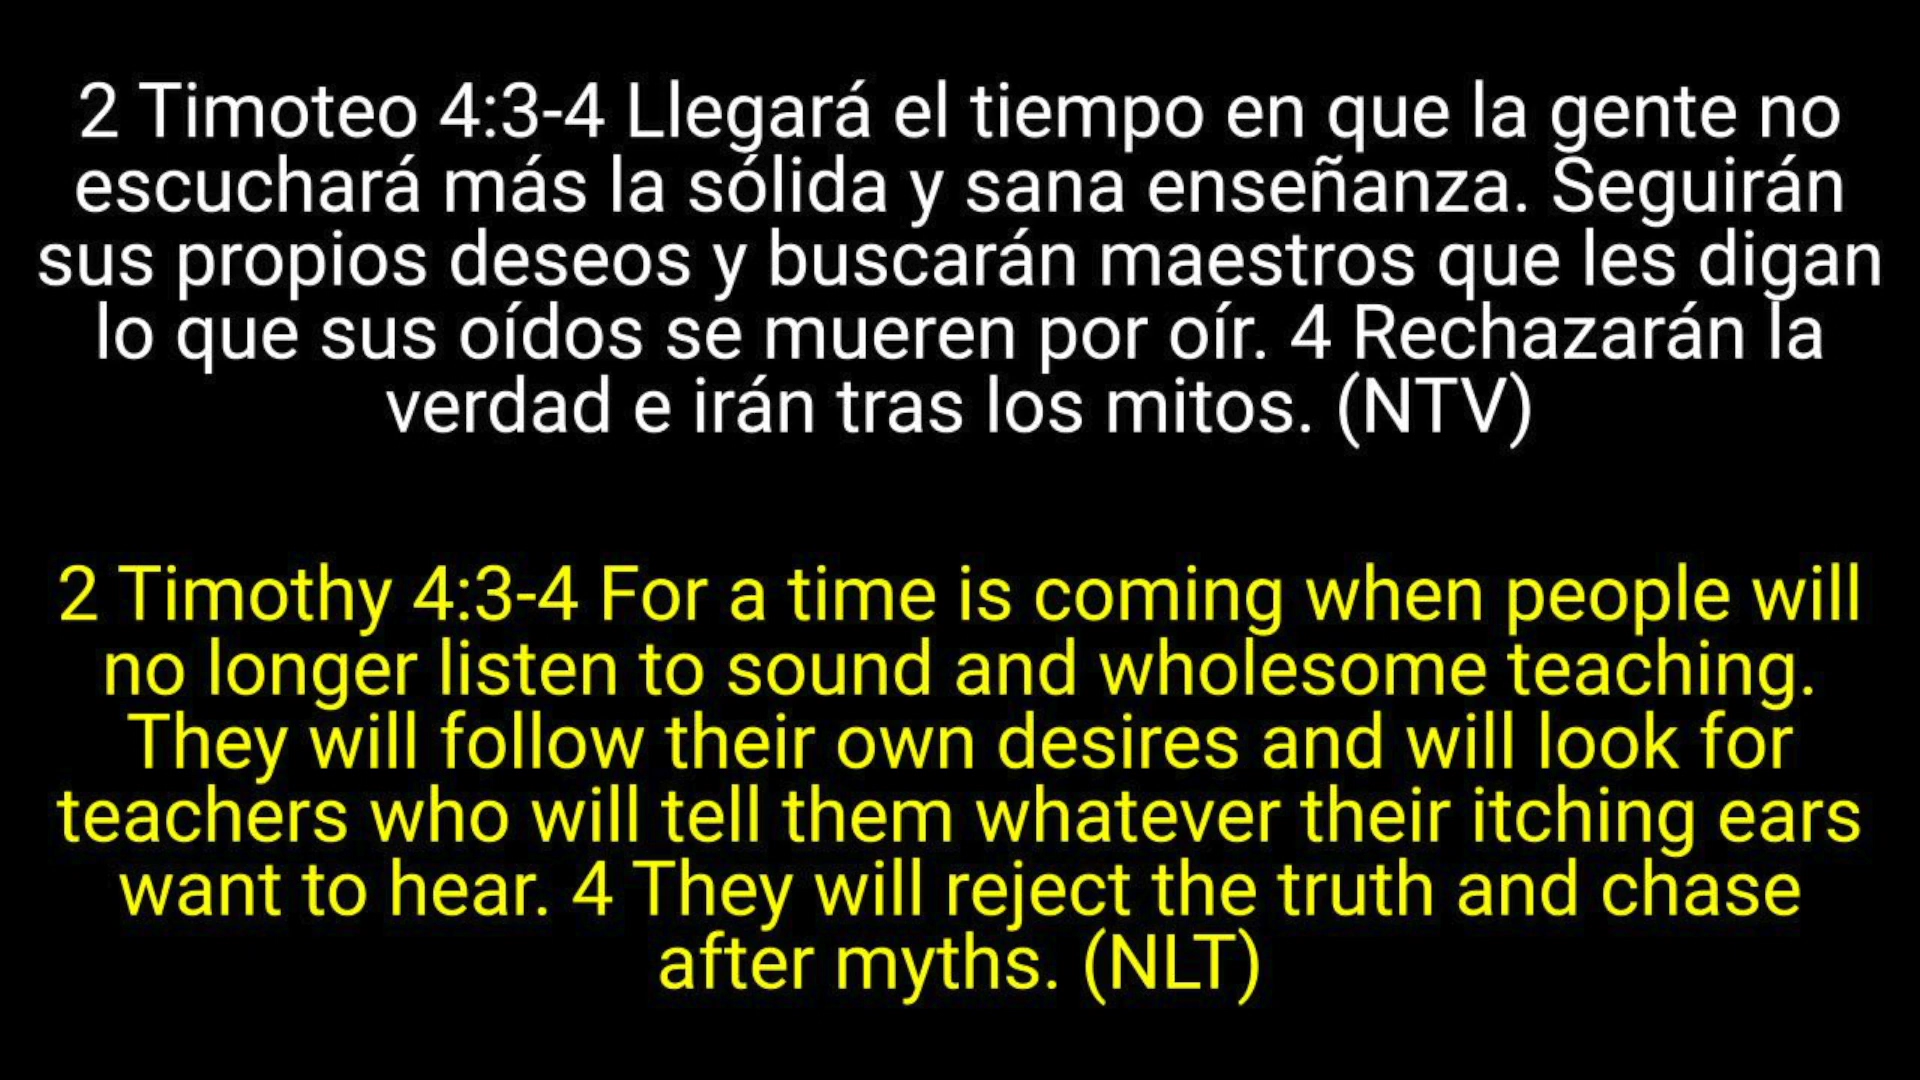 2 Timoteo 4:3-4 Llegará el tiempo en que la gente no
escuchará más la sólida y sana enseñanza. Seguirán
sus propios deseos y buscarán maestros que les digan
lo que sus oídos se mueren por oír. 4 Rechazarán la
verdad e irán tras los mitos. (NTV)
2 Timothy 4:3-4 For a time is coming when people will
no longer listen to sound and wholesome teaching.
They will follow their own desires and will look for
teachers who will tell them whatever their itching ears
want to hear. 4 They will reject the truth and chase
after myths. (NLT)